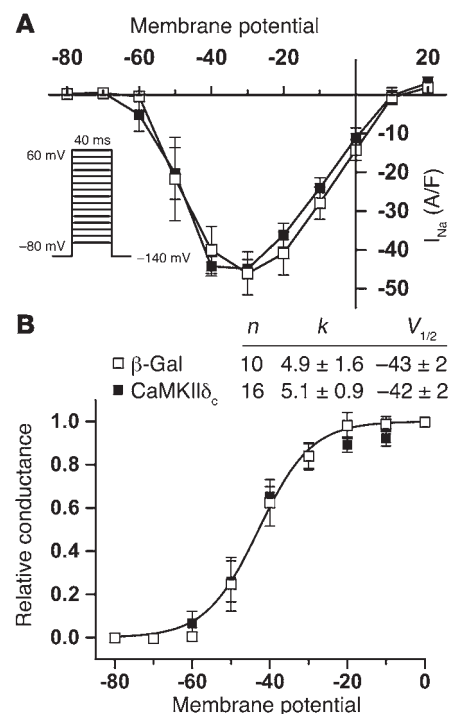 A
Membrane potential
-80 -60 -40 -20 20
-10
-20
-30
-40
-50
I_Na (A/F)
40 ms
60 mV
−80 mV
−140 mV
B
n k V_1/2
β-Gal 10 4.9 ± 1.6 −43 ± 2
CaMKIIδ_c 16 5.1 ± 0.9 −42 ± 2
Relative conductance
1.0
0.8
0.6
0.4
0.2
0.0
-80 -60 -40 -20 0
Membrane potential